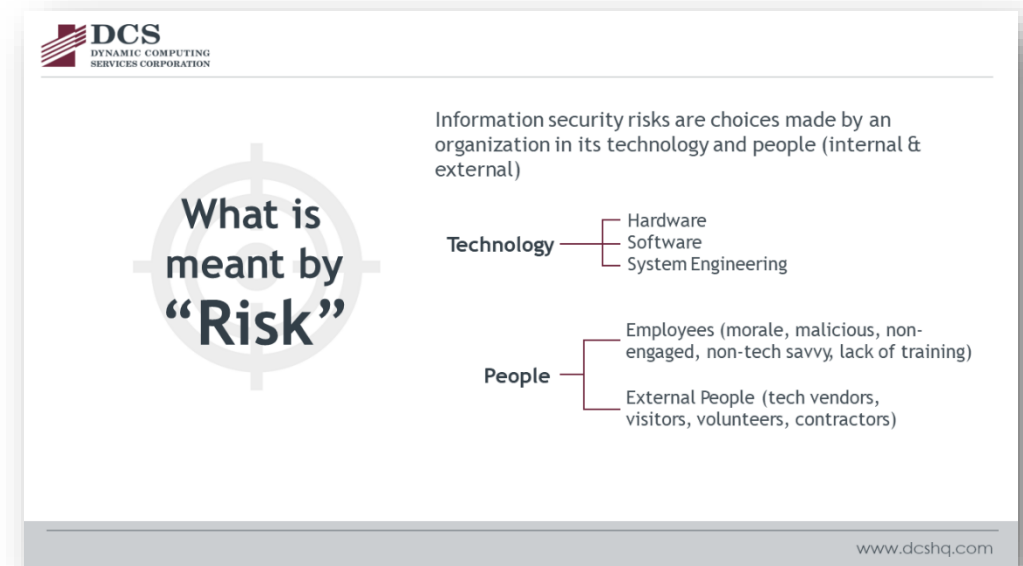 DCS
DYNAMIC COMPUTING
SERVICES CORPORATION
What is
meant by
“Risk”
Information security risks are choices made by an
organization in its technology and people (internal &
external)
Technology
Hardware
Software
System Engineering
People
Employees (morale, malicious, non-
engaged, non-tech savvy, lack of training)
External People (tech vendors,
visitors, volunteers, contractors)
www.dcshq.com